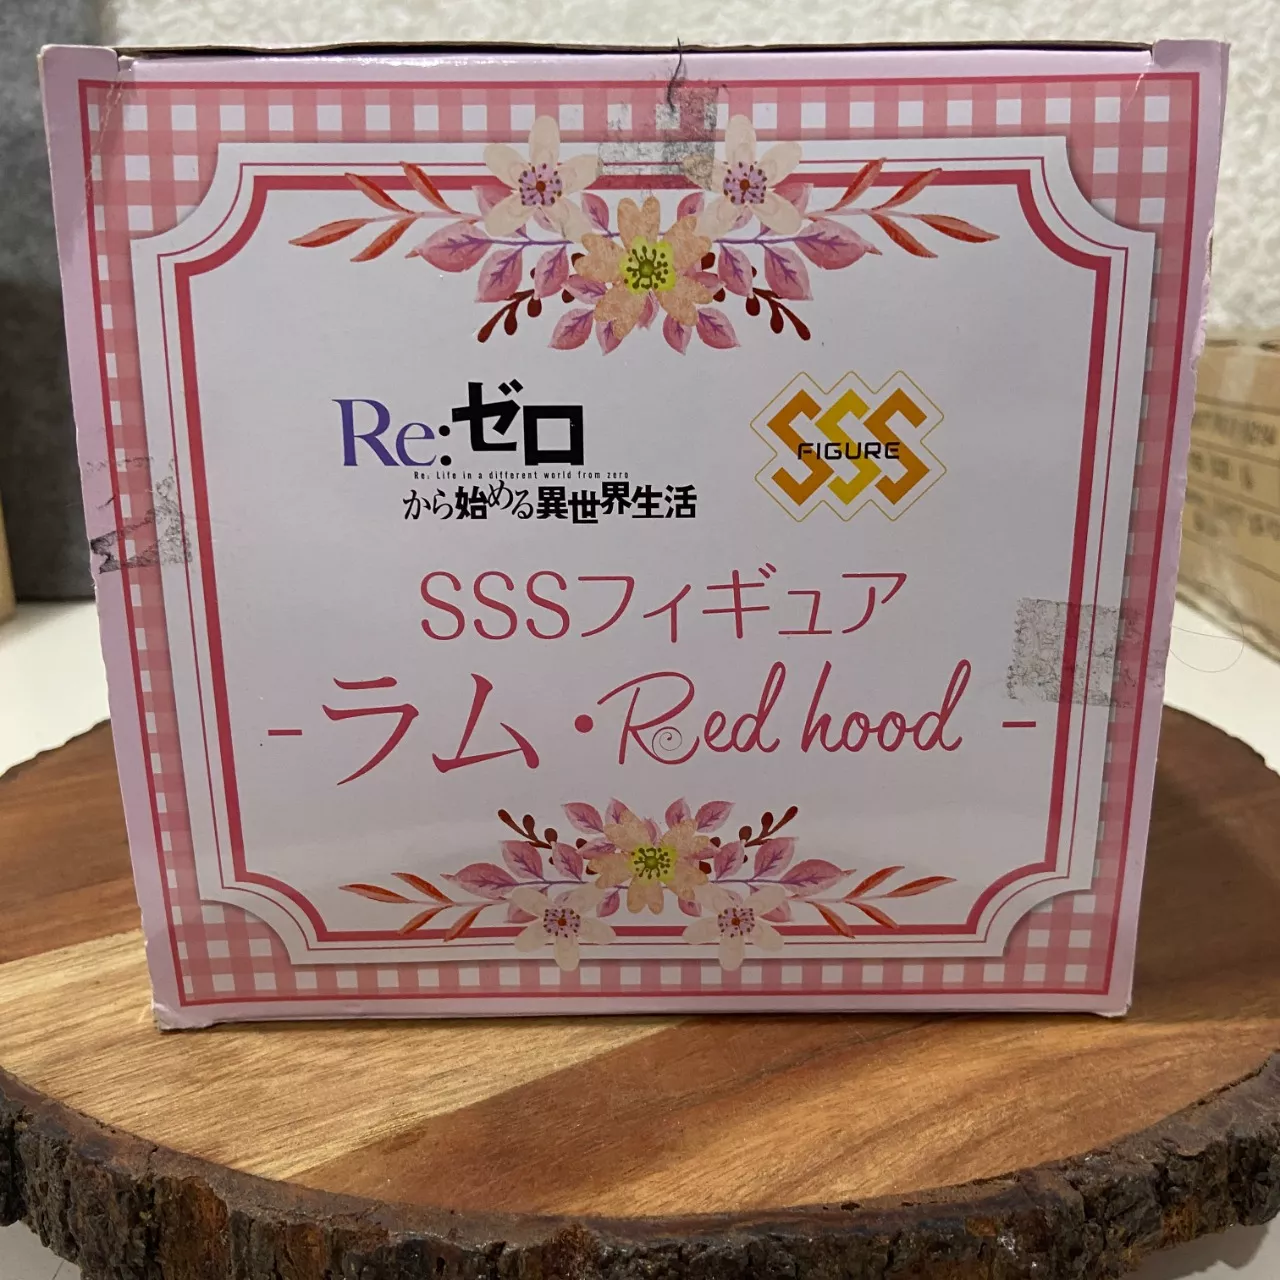 Re:ゼロ
Re: Life in a different world from zero
から始める異世界生活
SSS
FIGURE
SSSフィギュア
-ラム・Red hood-